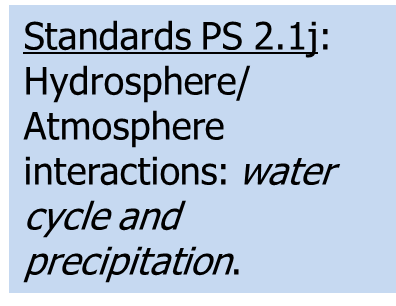 Standards PS 2.1j:
Hydrosphere/
Atmosphere
interactions: water
cycle and
precipitation.